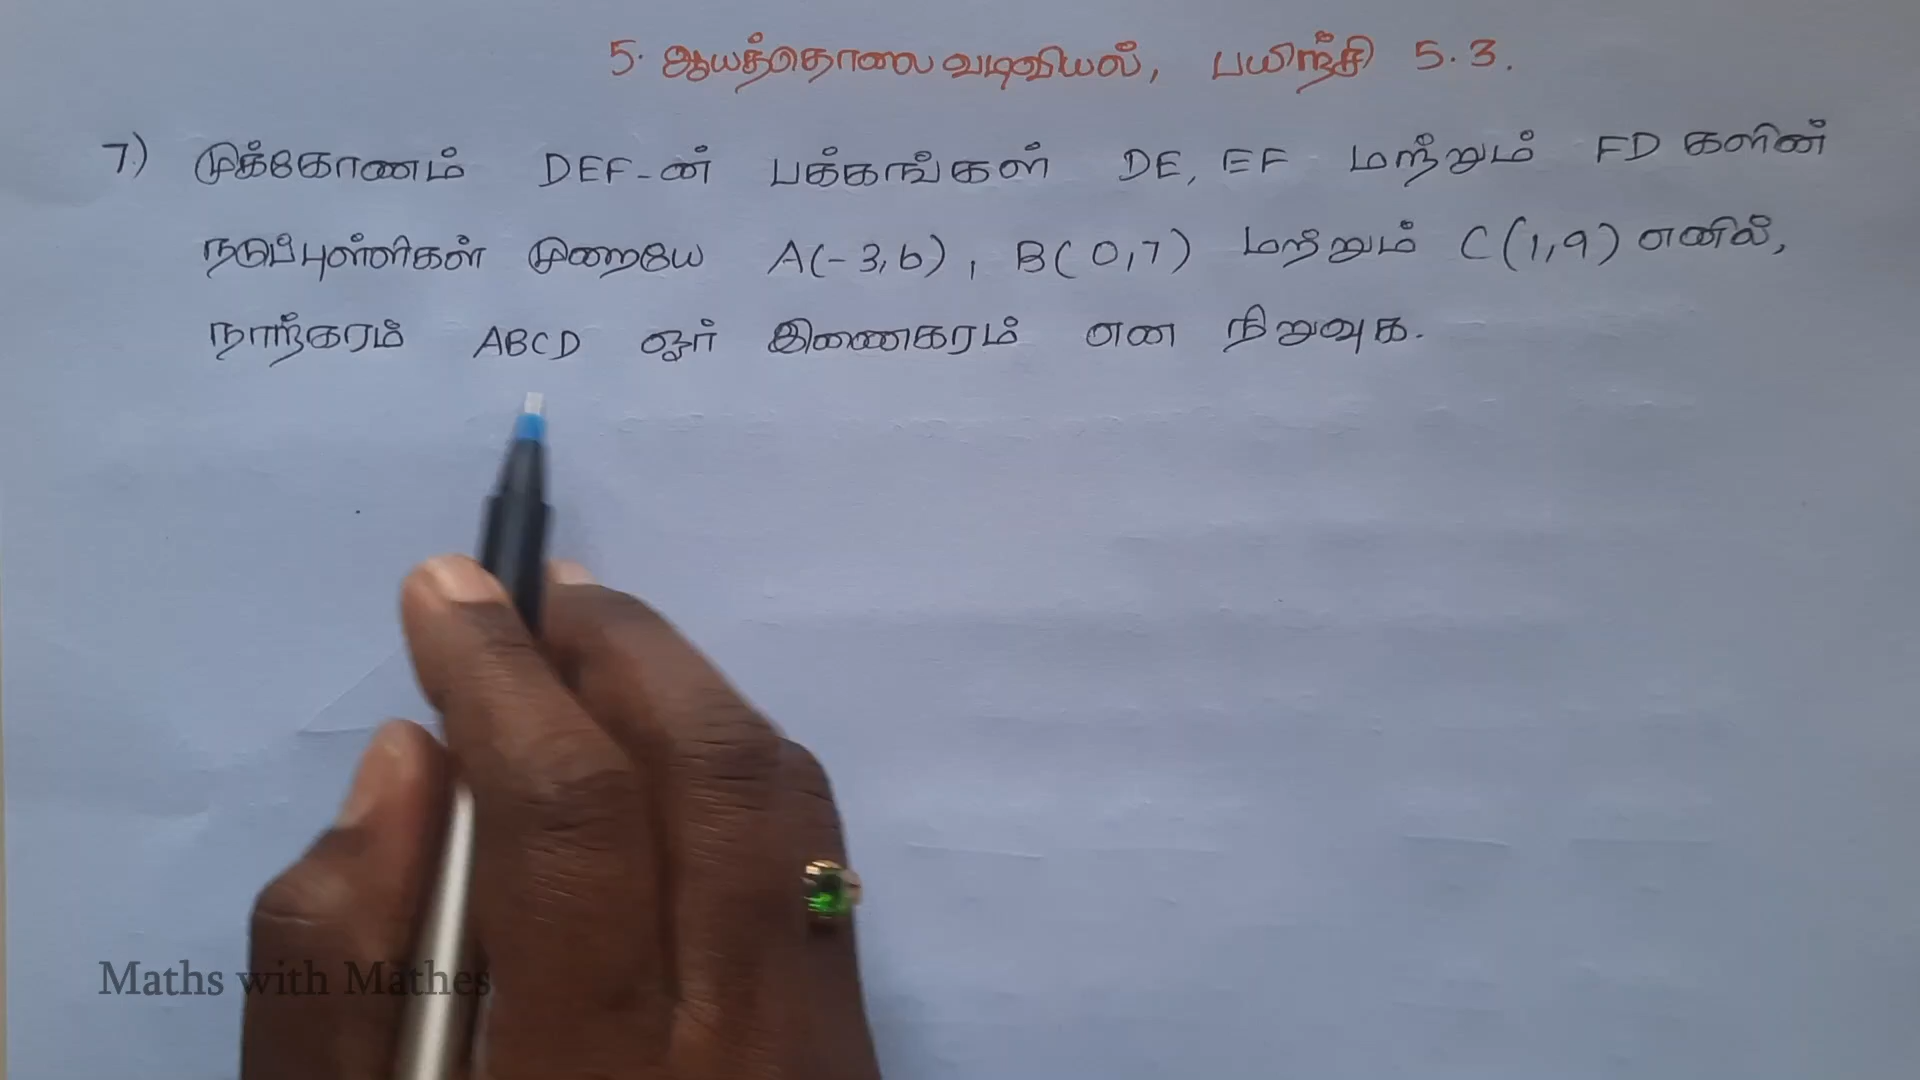 5. ஆயத்தொலை வடிவியல், பயிற்சி 5.3.
7) முக்கோணம் DEF-ன் பக்கங்கள் DE, EF மற்றும் FD களின்
நடுப்புள்ளிகள் முறையே A(-3,6), B(0,7) மற்றும் C(1,9) எனில்,
நாற்கரம் ABCD ஓர் இணைகரம் என நிறுவுக.
Maths with Mathes